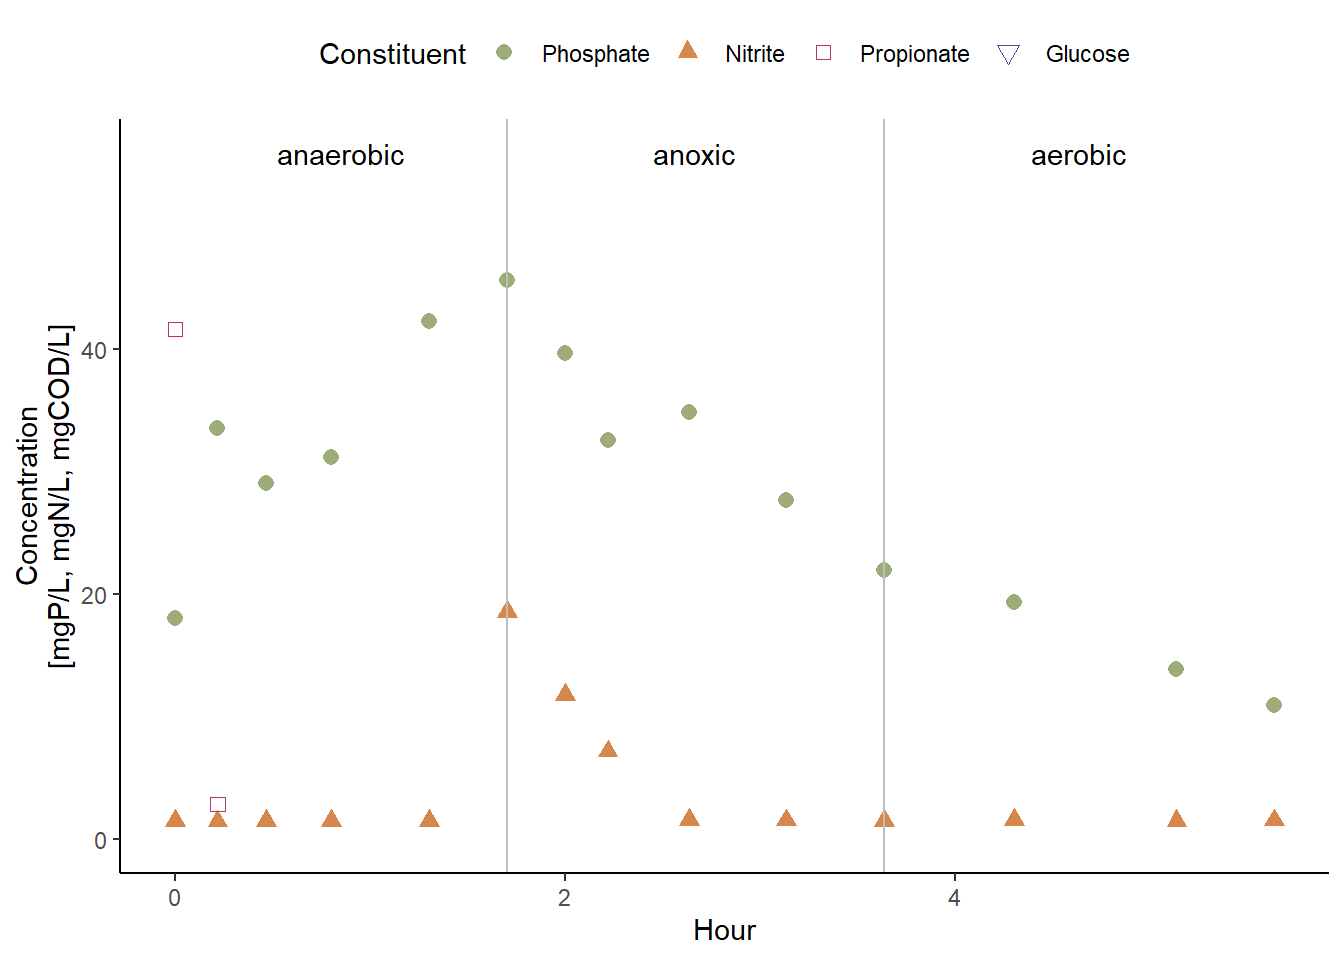 Constituent Phosphate Nitrite Propionate Glucose
anaerobic anoxic aerobic
Concentration
[mgP/L, mgN/L, mgCOD/L]
40
20
0
0 2 4
Hour